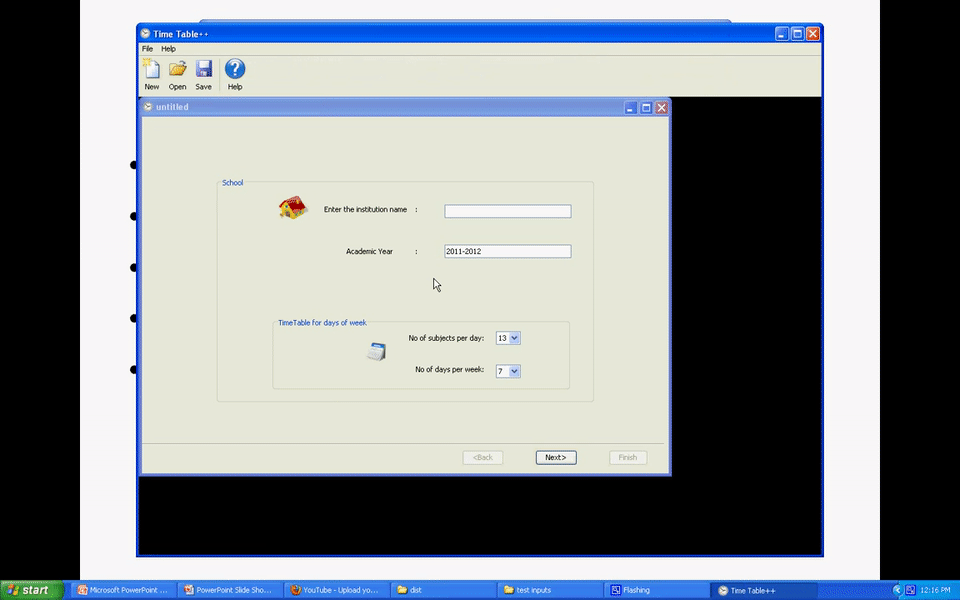 Time Table++
File Help
New Open Save Help
untitled
School
Enter the institution name :
Academic Year : 2011-2012
TimeTable for days of week
No of subjects per day: 13
No of days per week: 7
<Back Next> Finish
start Microsoft PowerPoint ... PowerPoint Slide Sho... YouTube - Upload yo... dist test inputs Flashing Time Table++ 12:16 PM